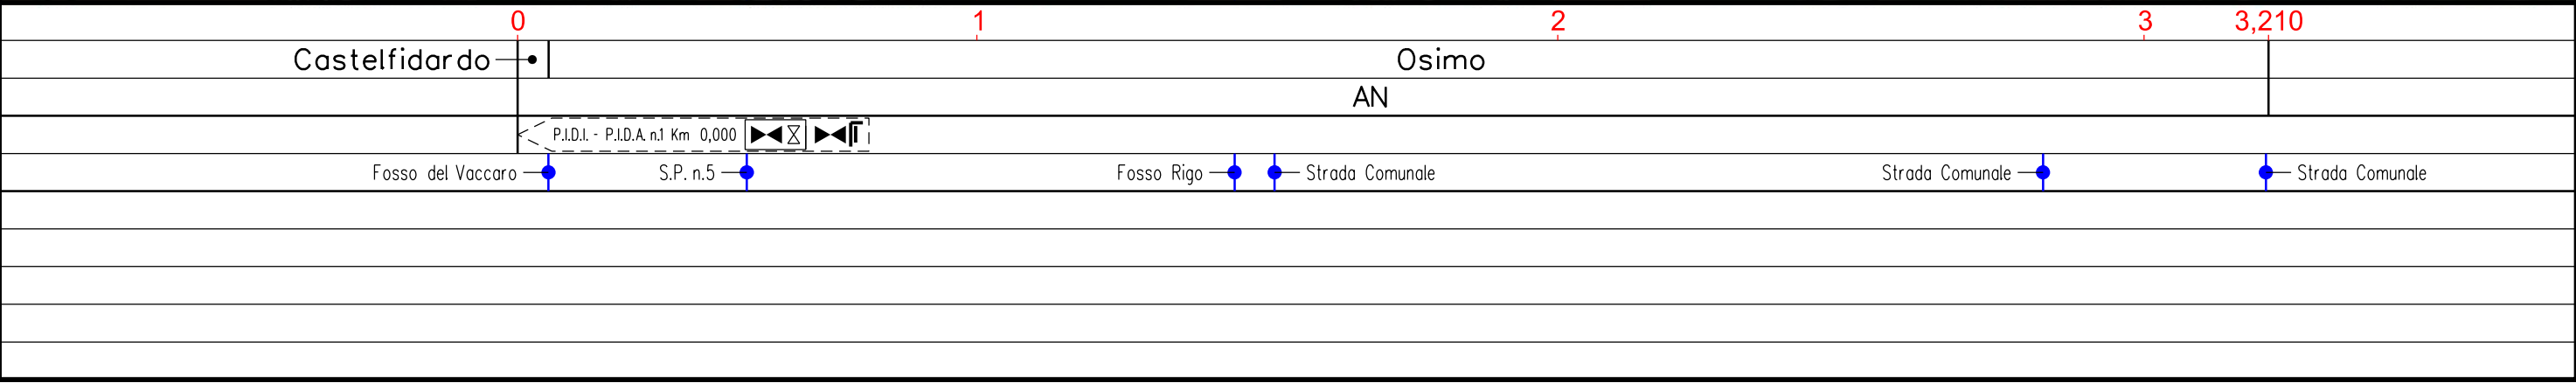 0 1 2 3 3,210
Castelfidardo Osimo
AN
P.I.D.I. - P.I.D.A. n.1 Km 0,000
Fosso del Vaccaro S.P. n.5 Fosso Rigo Strada Comunale Strada Comunale Strada Comunale